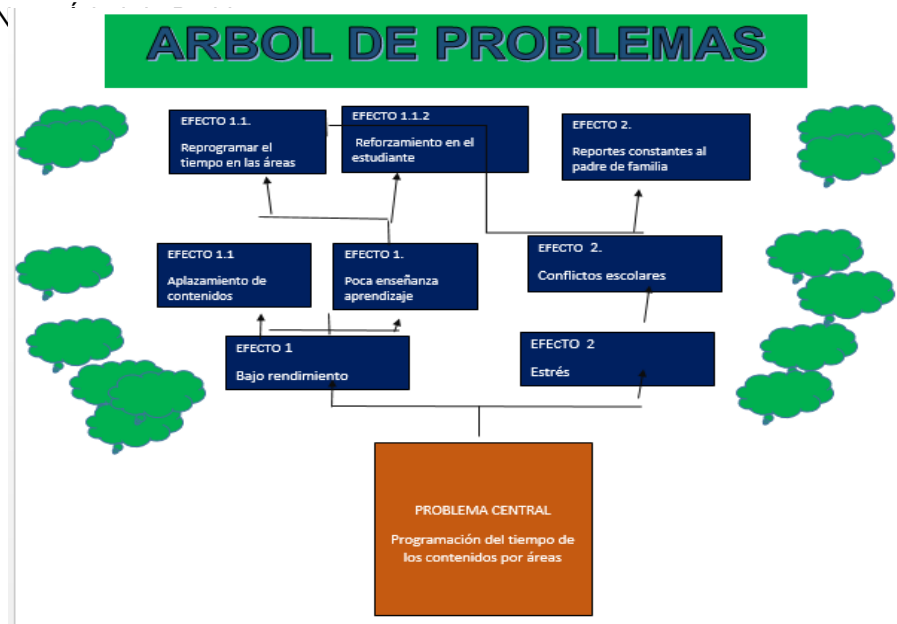 ARBOL DE PROBLEMAS
EFECTO 1.1.
Reprogramar el
tiempo en las áreas
EFECTO 1.1.2
Reforzamiento en el
estudiante
EFECTO 2.
Reportes constantes al
padre de familia
EFECTO 1.1
Aplazamiento de
contenidos
EFECTO 1.
Poca enseñanza
aprendizaje
EFECTO 2.
Conflictos escolares
EFECTO 1
Bajo rendimiento
EFECTO 2
Estrés
PROBLEMA CENTRAL
Programación del tiempo de
los contenidos por áreas